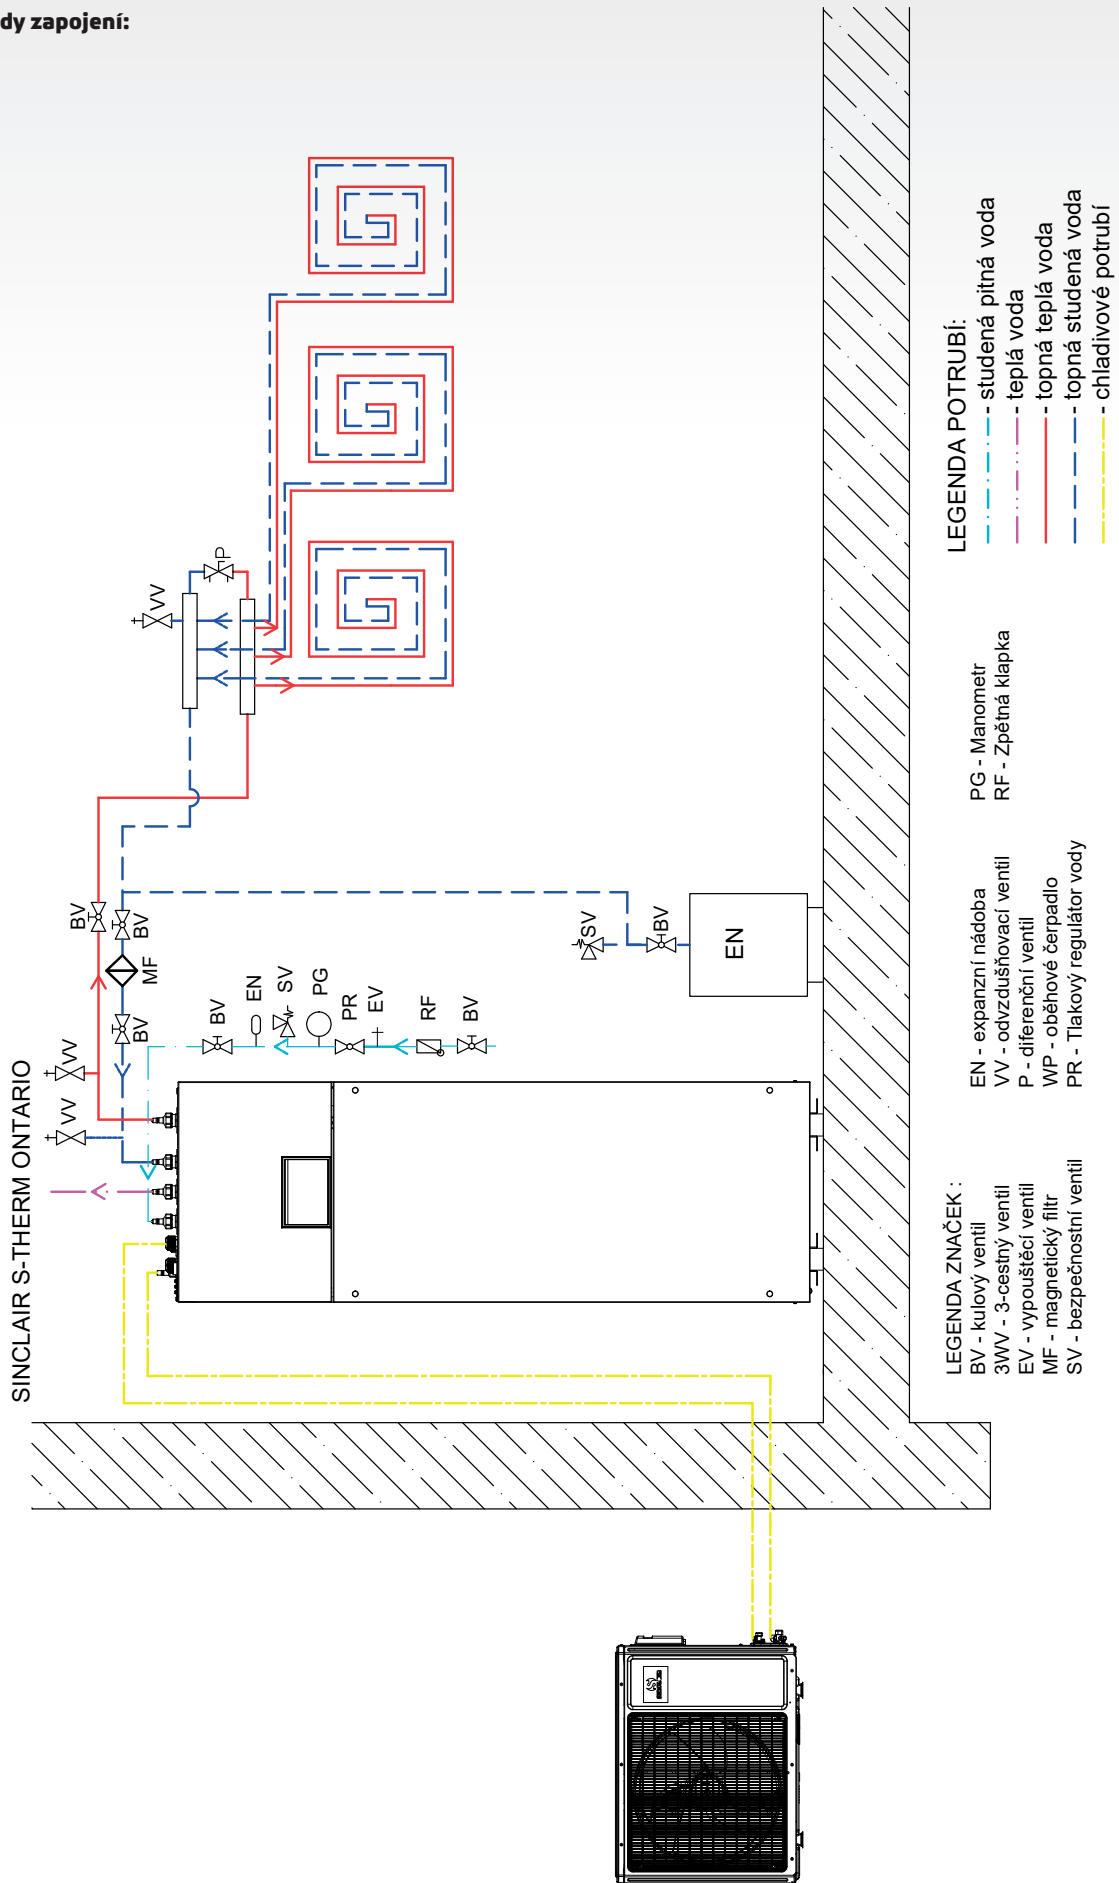 dy zapojení:
SINCLAIR S-THERM ONTARIO
VV
VV
BV
MF
BV
BV
VV
P
BV
EN
SV
PG
PR
EV
RF
BV
SV
BV
EN
LEGENDA ZNAČEK :
BV - kulový ventil
3WV - 3-cestný ventil
EV - vypouštěcí ventil
MF - magnetický filtr
SV - bezpečnostní ventil
EN - expanzní nádoba
VV - odvzdušňovací ventil
P - diferenční ventil
WP - oběhové čerpadlo
PR - Tlakový regulátor vody
PG - Manometr
RF - Zpětná klapka
LEGENDA POTRUBÍ:
- studená pitná voda
- teplá voda
- topná teplá voda
- topná studená voda
- chladivové potrubí